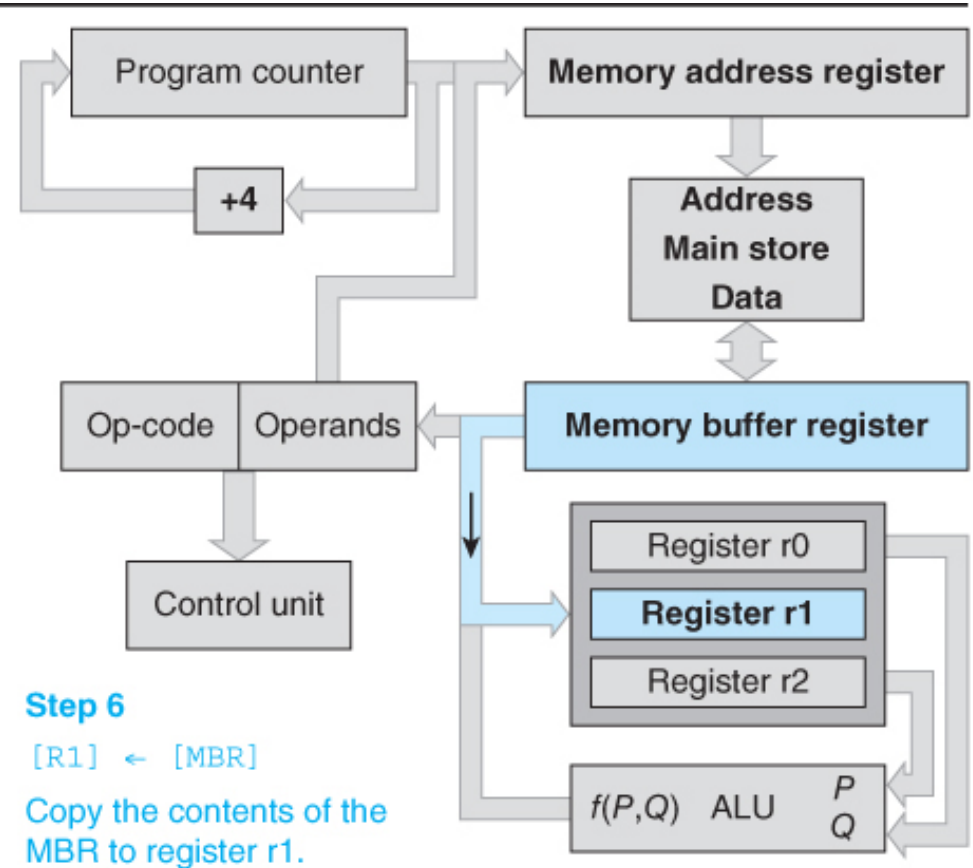 Program counter
Memory address register
+4
Address
Main store
Data
Op-code
Operands
Memory buffer register
Register r0
Control unit
Register r1
Register r2
Step 6
[R1] ← [MBR]
Copy the contents of the
MBR to register r1.
f(P,Q) ALU P
Q